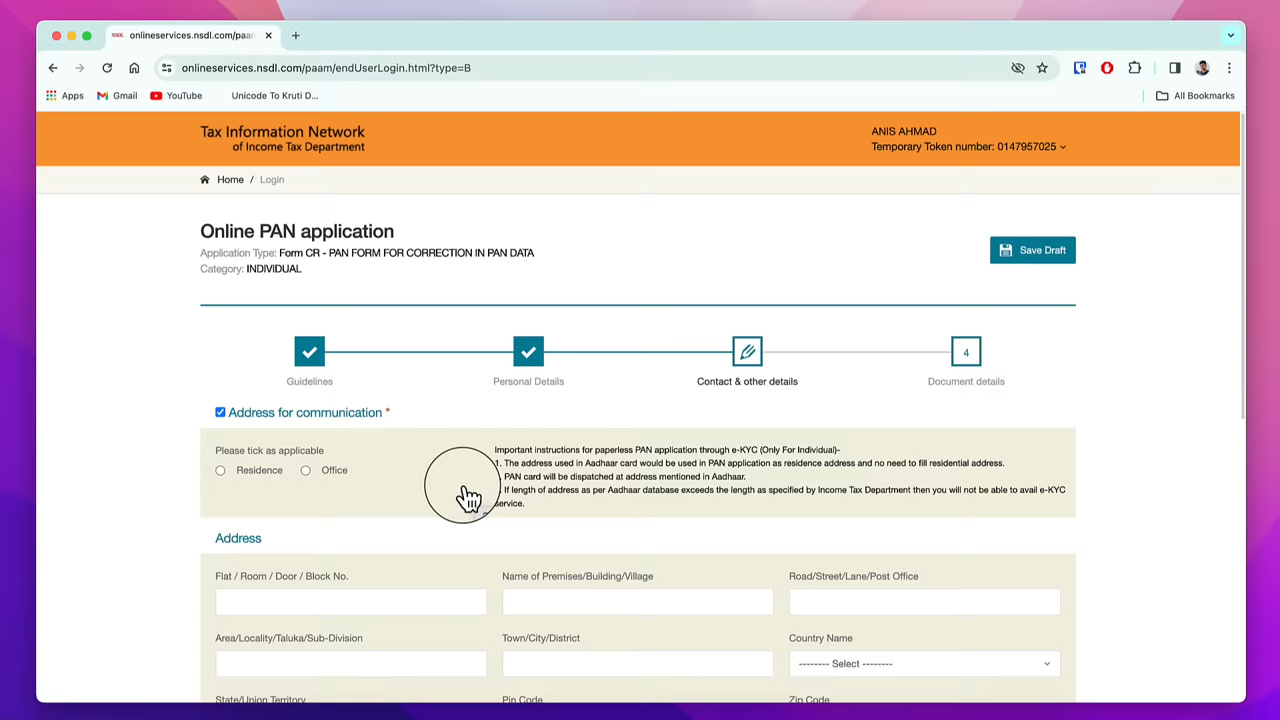 NSDL onlineservices.nsdl.com/paa
onlineservices.nsdl.com/paam/endUserLogin.html?type=B
Apps Gmail YouTube Unicode To Kruti D... All Bookmarks
Tax Information Network
of Income Tax Department
ANIS AHMAD
Temporary Token number: 0147957025
Home / Login
Online PAN application
Application Type: Form CR - PAN FORM FOR CORRECTION IN PAN DATA
Category: INDIVIDUAL
Save Draft
4
Guidelines Personal Details Contact & other details Document details
Address for communication *
Please tick as applicable
Residence Office
Important instructions for paperless PAN application through e-KYC (Only For Individual)-
1. The address used in Aadhaar card would be used in PAN application as residence address and no need to fill residential address.
PAN card will be dispatched at address mentioned in Aadhaar.
If length of address as per Aadhaar database exceeds the length as specified by Income Tax Department then you will not be able to avail e-KYC
service.
Address
Flat / Room / Door / Block No. Name of Premises/Building/Village Road/Street/Lane/Post Office
Area/Locality/Taluka/Sub-Division Town/City/District Country Name
-------- Select --------
State/Union Territory Pin Code Zip Code